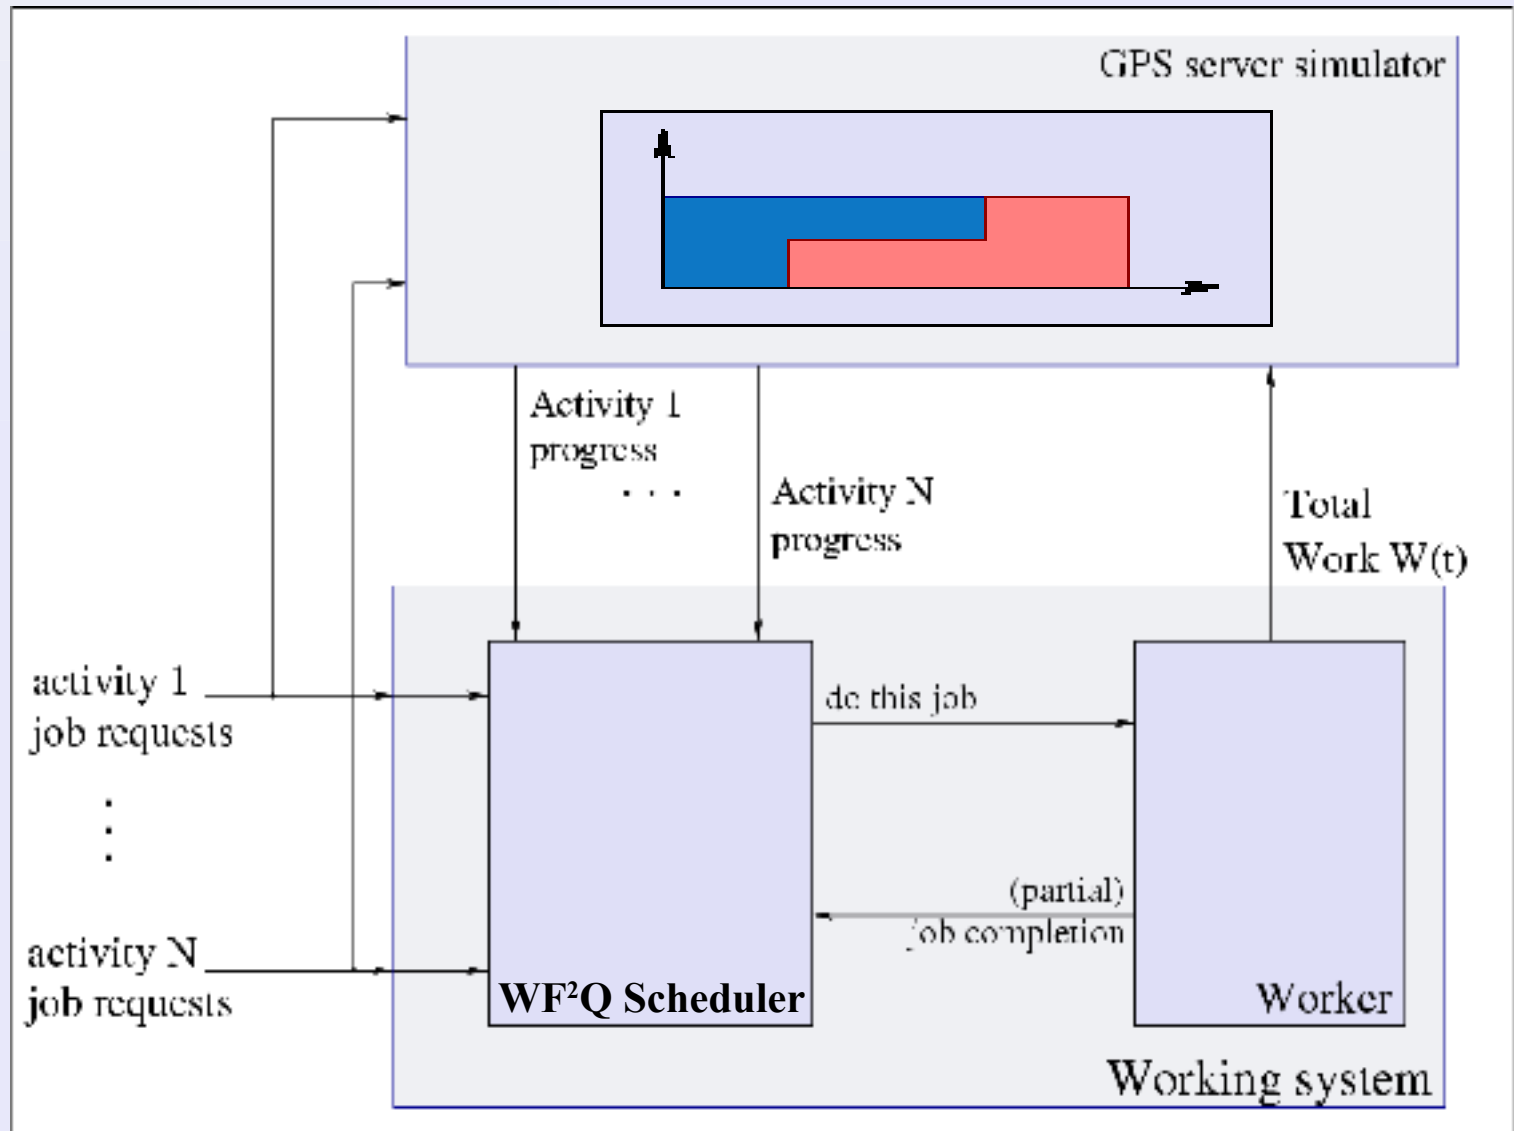 GPS server simulator
Activity 1
progress
. . .
Activity N
progress
Total
Work W(t)
activity 1
job requests
do this job
(partial)
job completion
activity N
job requests
WF²Q Scheduler
Worker
Working system